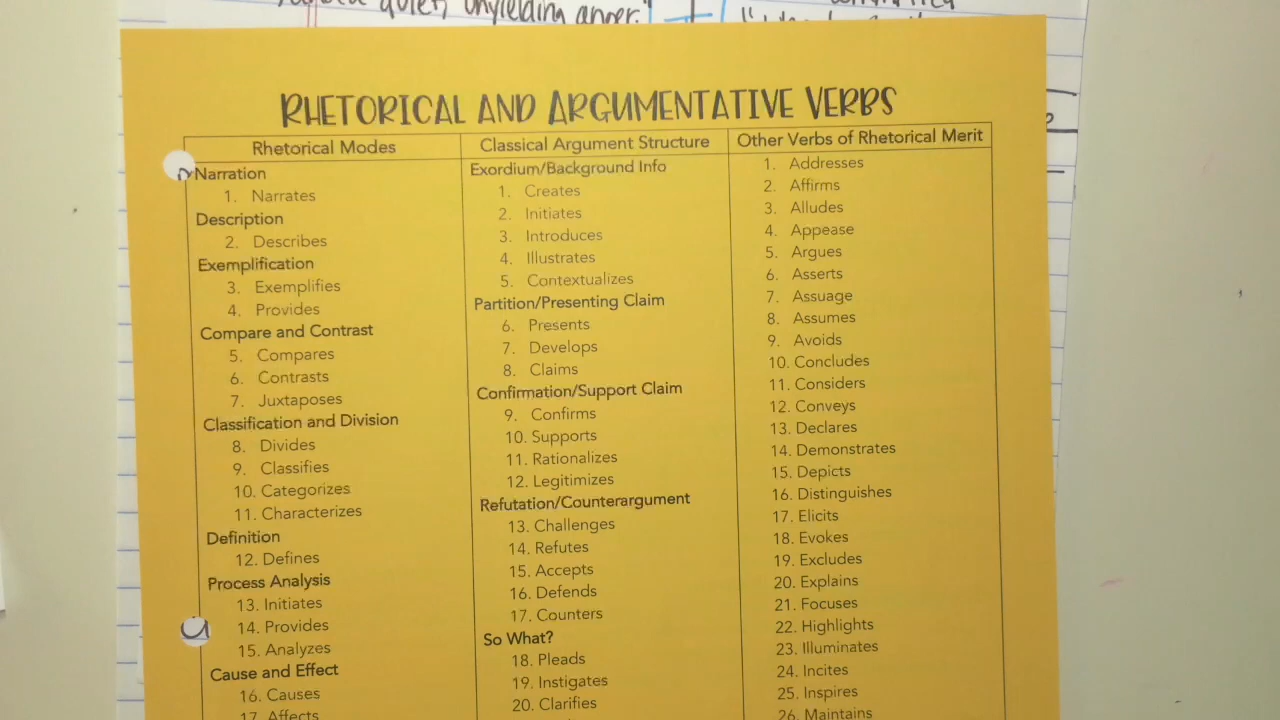 quiet, unyielding anger."
RHETORICAL AND ARGUMENTATIVE VERBS
Rhetorical Modes
Narration
1. Narrates
Description
2. Describes
Exemplification
3. Exemplifies
4. Provides
Compare and Contrast
5. Compares
6. Contrasts
7. Juxtaposes
Classification and Division
8. Divides
9. Classifies
10. Categorizes
11. Characterizes
Definition
12. Defines
Process Analysis
13. Initiates
14. Provides
15. Analyzes
Cause and Effect
16. Causes
17. Affects
Classical Argument Structure
Exordium/Background Info
1. Creates
2. Initiates
3. Introduces
4. Illustrates
5. Contextualizes
Partition/Presenting Claim
6. Presents
7. Develops
8. Claims
Confirmation/Support Claim
9. Confirms
10. Supports
11. Rationalizes
12. Legitimizes
Refutation/Counterargument
13. Challenges
14. Refutes
15. Accepts
16. Defends
17. Counters
So What?
18. Pleads
19. Instigates
20. Clarifies
Other Verbs of Rhetorical Merit
1. Addresses
2. Affirms
3. Alludes
4. Appease
5. Argues
6. Asserts
7. Assuage
8. Assumes
9. Avoids
10. Concludes
11. Considers
12. Conveys
13. Declares
14. Demonstrates
15. Depicts
16. Distinguishes
17. Elicits
18. Evokes
19. Excludes
20. Explains
21. Focuses
22. Highlights
23. Illuminates
24. Incites
25. Inspires
26. Maintains